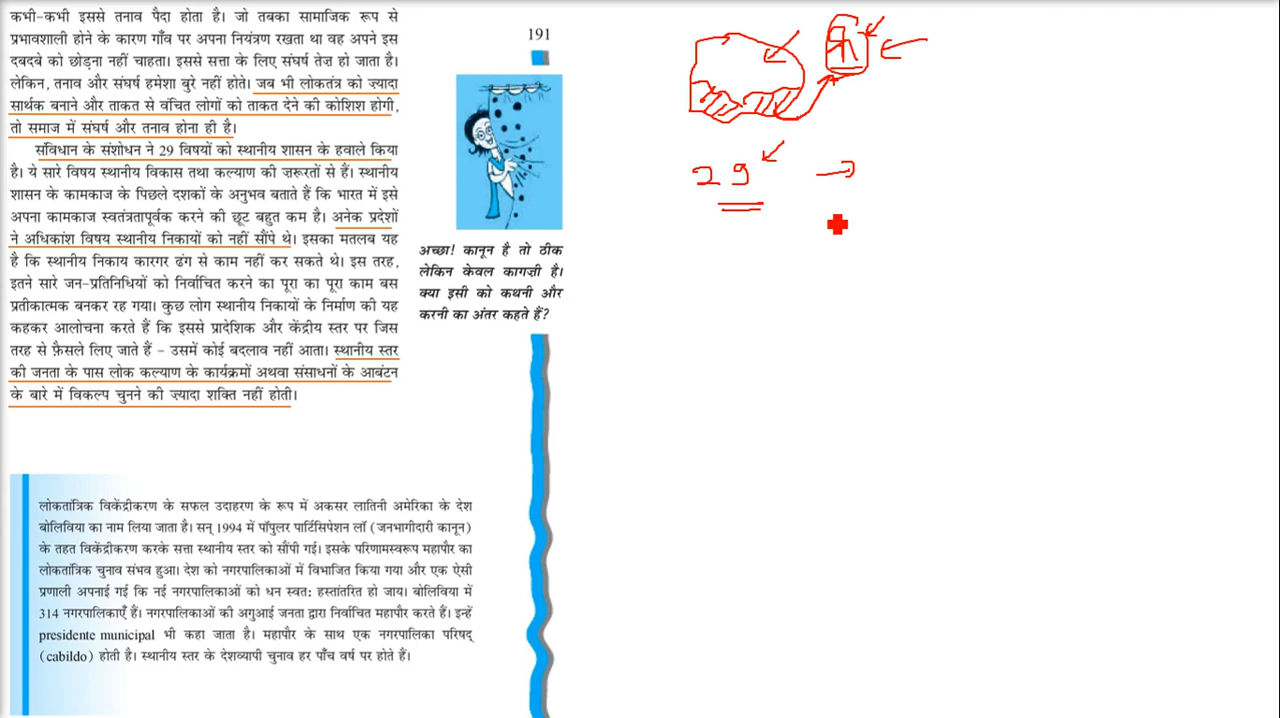 कभी-कभी इससे तनाव पैदा होता है। जो तबका सामाजिक रूप से
प्रभावशाली होने के कारण गाँव पर अपना नियंत्रण रखता था वह अपने इस
दबदबे को छोड़ना नहीं चाहता। इससे सत्ता के लिए संघर्ष तेज़ हो जाता है।
लेकिन, तनाव और संघर्ष हमेशा बुरे नहीं होते। जब भी लोकतंत्र को ज़्यादा
सार्थक बनाने और ताकत से वंचित लोगों को ताकत देने की कोशिश होगी,
तो समाज में संघर्ष और तनाव होना ही है।
संविधान के संशोधन ने 29 विषयों को स्थानीय शासन के हवाले किया
है। ये सारे विषय स्थानीय विकास तथा कल्याण की ज़रूरतों से हैं। स्थानीय
शासन के कामकाज के पिछले दशकों के अनुभव बताते हैं कि भारत में इसे
अपना कामकाज स्वतंत्रतापूर्वक करने की छूट बहुत कम है। अनेक प्रदेशों
ने अधिकांश विषय स्थानीय निकायों को नहीं सौंपे थे। इसका मतलब यह
है कि स्थानीय निकाय कारगर ढंग से काम नहीं कर सकते थे। इस तरह,
इतने सारे जन-प्रतिनिधियों को निर्वाचित करने का पूरा का पूरा काम बस
प्रतीकात्मक बनकर रह गया। कुछ लोग स्थानीय निकायों के निर्माण की यह
कहकर आलोचना करते हैं कि इससे प्रादेशिक और केंद्रीय स्तर पर जिस
तरह से फ़ैसले लिए जाते हैं - उसमें कोई बदलाव नहीं आता। स्थानीय स्तर
की जनता के पास लोक कल्याण के कार्यक्रमों अथवा संसाधनों के आबंटन
के बारे में विकल्प चुनने की ज्यादा शक्ति नहीं होती।
191
अच्छा! कानून है तो ठीक
लेकिन केवल कागज़ी है।
क्या इसी को कथनी और
करनी का अंतर कहते हैं?
29
लोकतांत्रिक विकेंद्रीकरण के सफल उदाहरण के रूप में अकसर लातिनी अमेरिका के देश
बोलिविया का नाम लिया जाता है। सन् 1994 में पॉपुलर पार्टिसिपेशन लॉ (जनभागीदारी कानून)
के तहत विकेंद्रीकरण करके सत्ता स्थानीय स्तर को सौंपी गई। इसके परिणामस्वरूप महापौर का
लोकतांत्रिक चुनाव संभव हुआ। देश को नगरपालिकाओं में विभाजित किया गया और एक ऐसी
प्रणाली अपनाई गई कि नई नगरपालिकाओं को धन स्वत: हस्तांतरित हो जाय। बोलिविया में
314 नगरपालिकाएँ हैं। नगरपालिकाओं की अगुआई जनता द्वारा निर्वाचित महापौर करते हैं। इन्हें
presidente municipal भी कहा जाता है। महापौर के साथ एक नगरपालिका परिषद्
(cabildo) होती है। स्थानीय स्तर के देशव्यापी चुनाव हर पाँच वर्ष पर होते हैं।